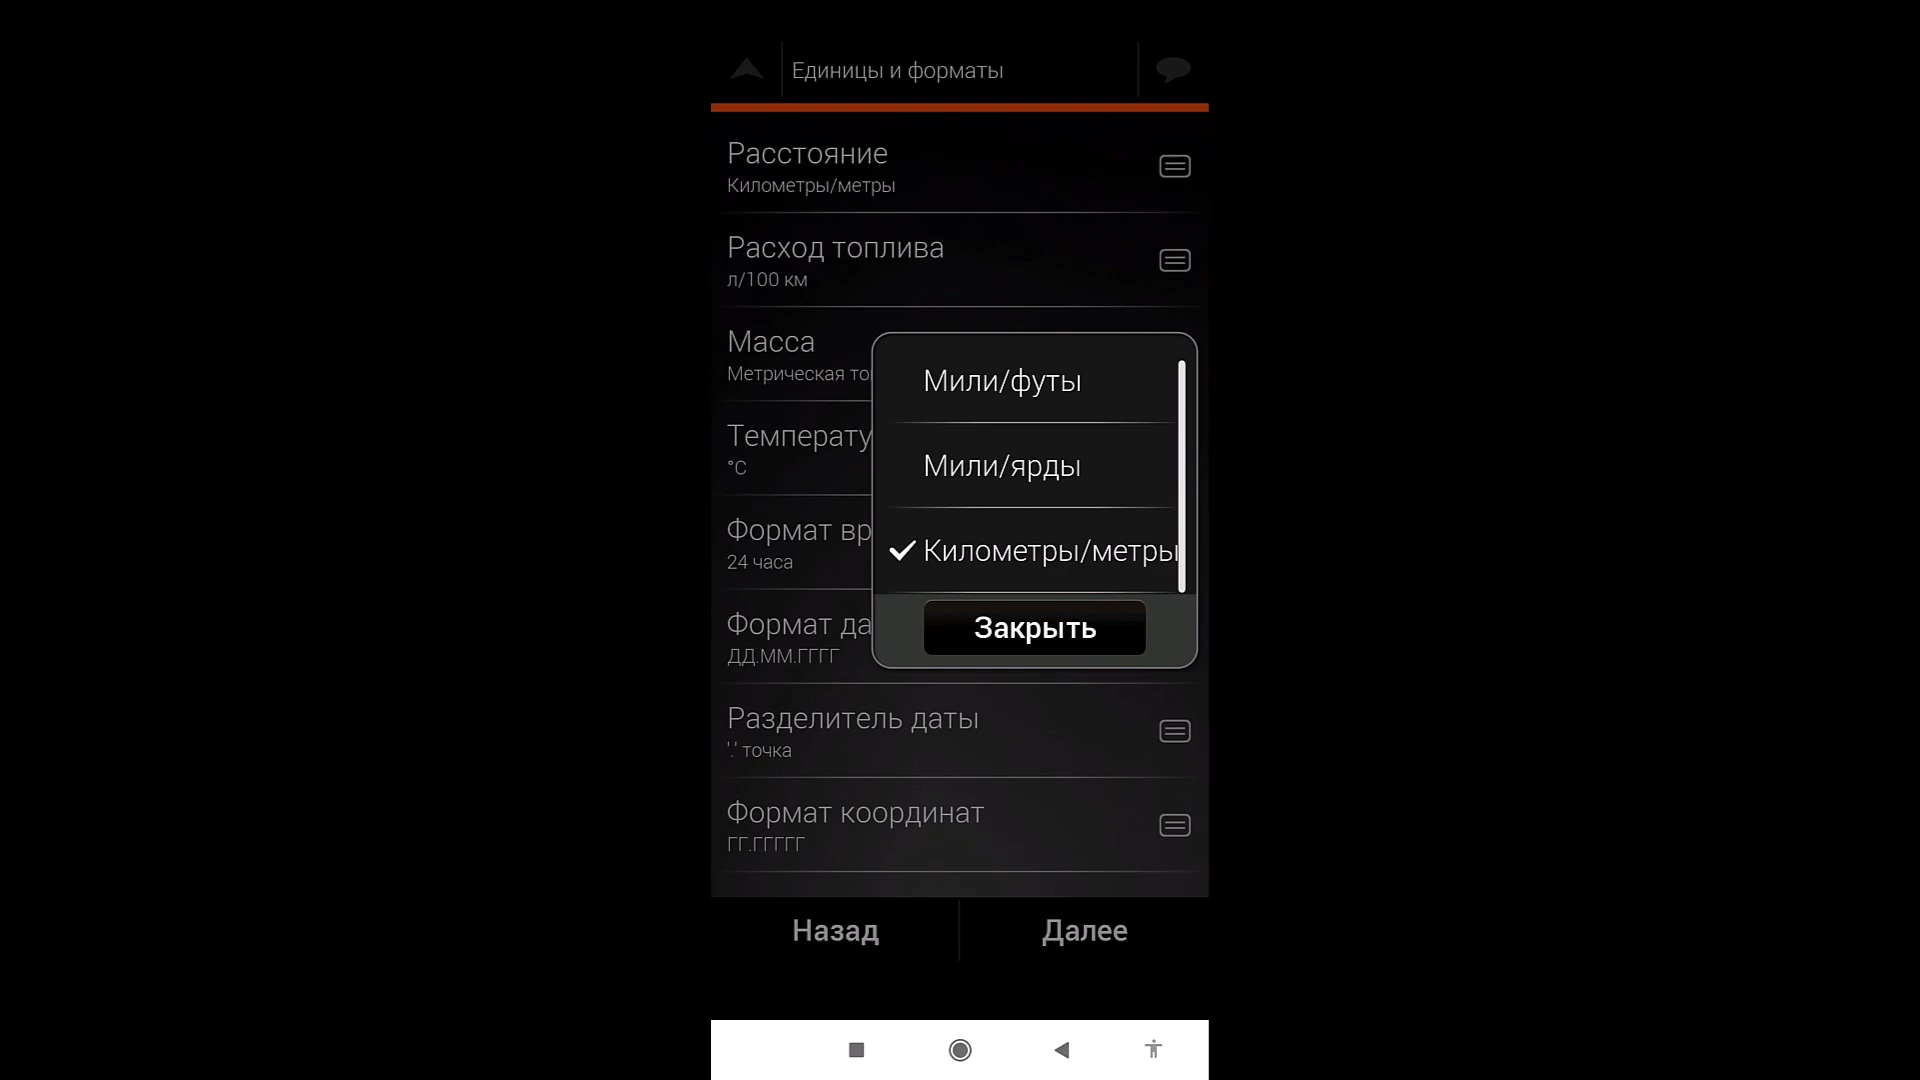 Единицы и форматы
Расстояние
Километры/метры
Расход топлива
л/100 км
Масса
Метрическая то
Температу
°C
Формат вр
24 часа
Формат да
ДД.ММ.ГГГГ
Мили/футы
Мили/ярды
Километры/метры
Закрыть
Разделитель даты
'.' точка
Формат координат
ГГ.ГГГГГ
Назад
Далее